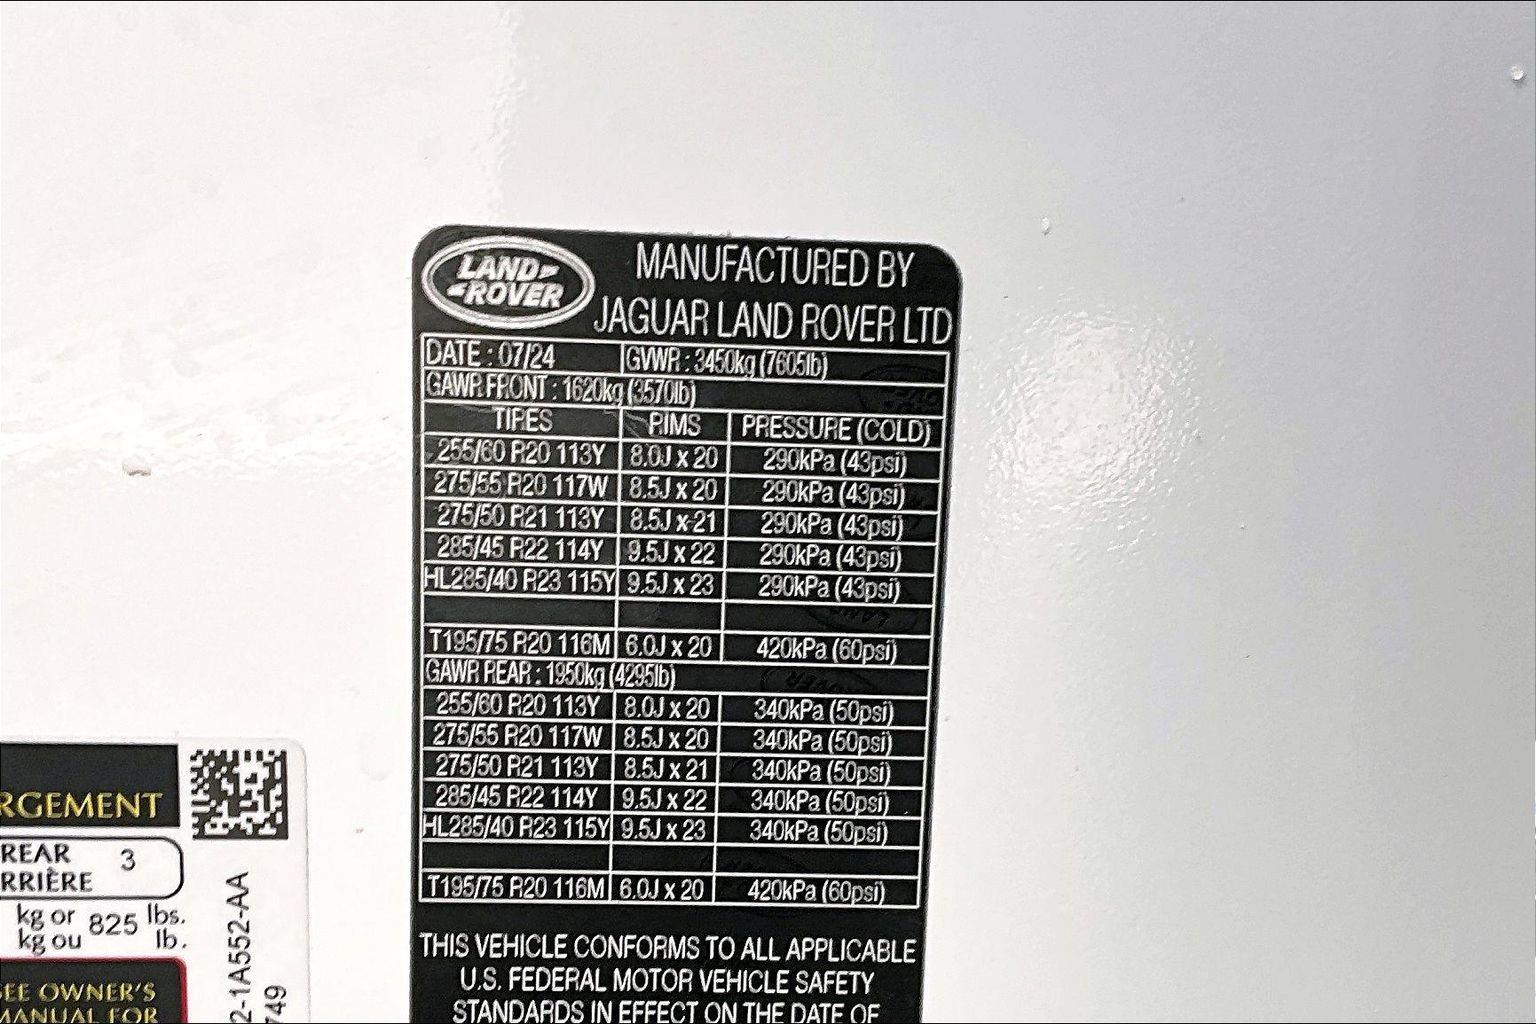 LAND
ROVER
MANUFACTURED BY
JAGUAR LAND ROVER LTD
DATE : 07/24 GVWR : 3450kg (7605lb)
GAWR FRONT : 1620kg (3570lb)
TIRES RIMS PRESSURE (COLD)
255/60 R20 113Y 8.0J x 20 290kPa (43psi)
275/55 R20 117W 8.5J x 20 290kPa (43psi)
275/50 R21 113Y 8.5J x 21 290kPa (43psi)
285/45 R22 114Y 9.5J x 22 290kPa (43psi)
HL285/40 R23 115Y 9.5J x 23 290kPa (43psi)
T195/75 R20 116M 6.0J x 20 420kPa (60psi)
GAWR REAR : 1950kg (4295lb)
255/60 R20 113Y 8.0J x 20 340kPa (50psi)
275/55 R20 117W 8.5J x 20 340kPa (50psi)
275/50 R21 113Y 8.5J x 21 340kPa (50psi)
285/45 R22 114Y 9.5J x 22 340kPa (50psi)
HL285/40 R23 115Y 9.5J x 23 340kPa (50psi)
T195/75 R20 116M 6.0J x 20 420kPa (60psi)
THIS VEHICLE CONFORMS TO ALL APPLICABLE
U.S. FEDERAL MOTOR VEHICLE SAFETY
STANDARDS IN EFFECT ON THE DATE OF
RGEMENT
REAR 3
RRIÈRE
kg or 825 lbs.
kg ou lb.
SEE OWNER'S
MANUAL FOR
2-1A552-AA
749